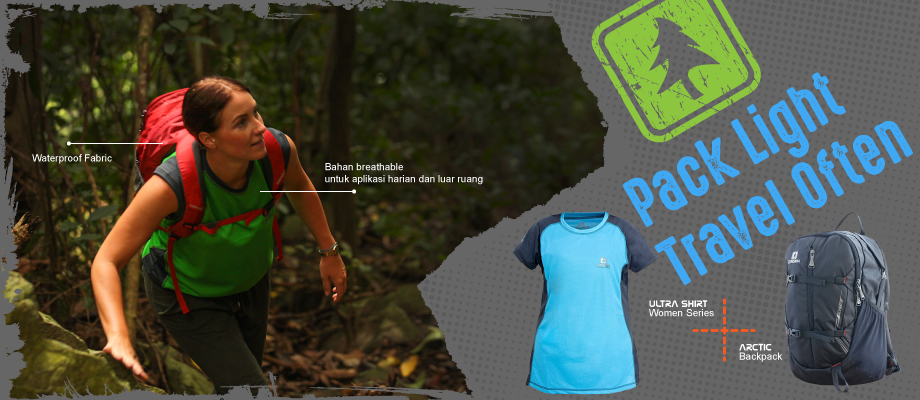 Waterproof Fabric
Bahan breathable
untuk aplikasi harian dan luar ruang
Pack Light
Travel Often
ULTRA SHIRT
Women Series
ARCTIC
Backpack